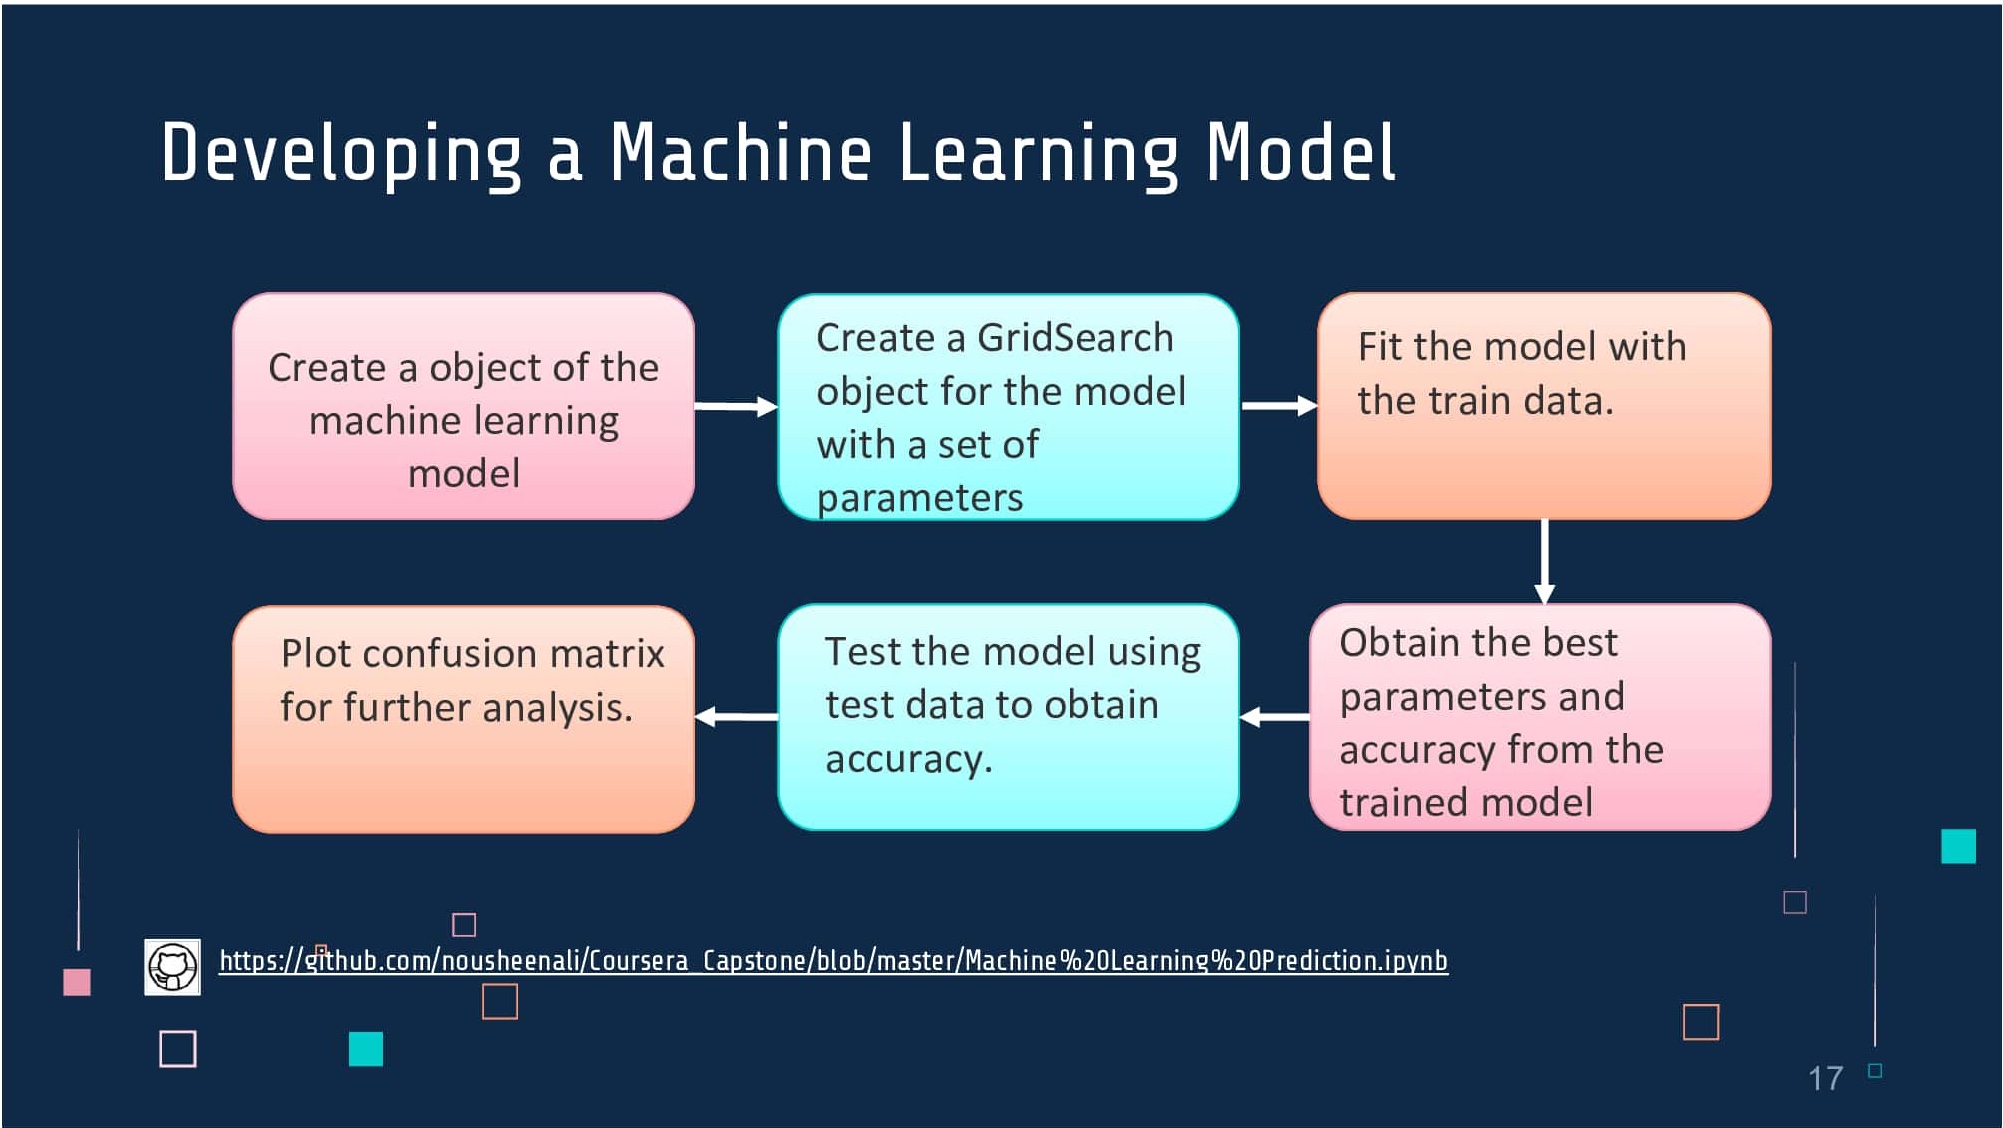 Developing a Machine Learning Model
Create a object of the
machine learning
model
Create a GridSearch
object for the model
with a set of
parameters
Fit the model with
the train data.
Obtain the best
parameters and
accuracy from the
trained model
Test the model using
test data to obtain
accuracy.
Plot confusion matrix
for further analysis.
https://github.com/nousheenali/Coursera_Capstone/blob/master/Machine%20Learning%20Prediction.ipynb
17